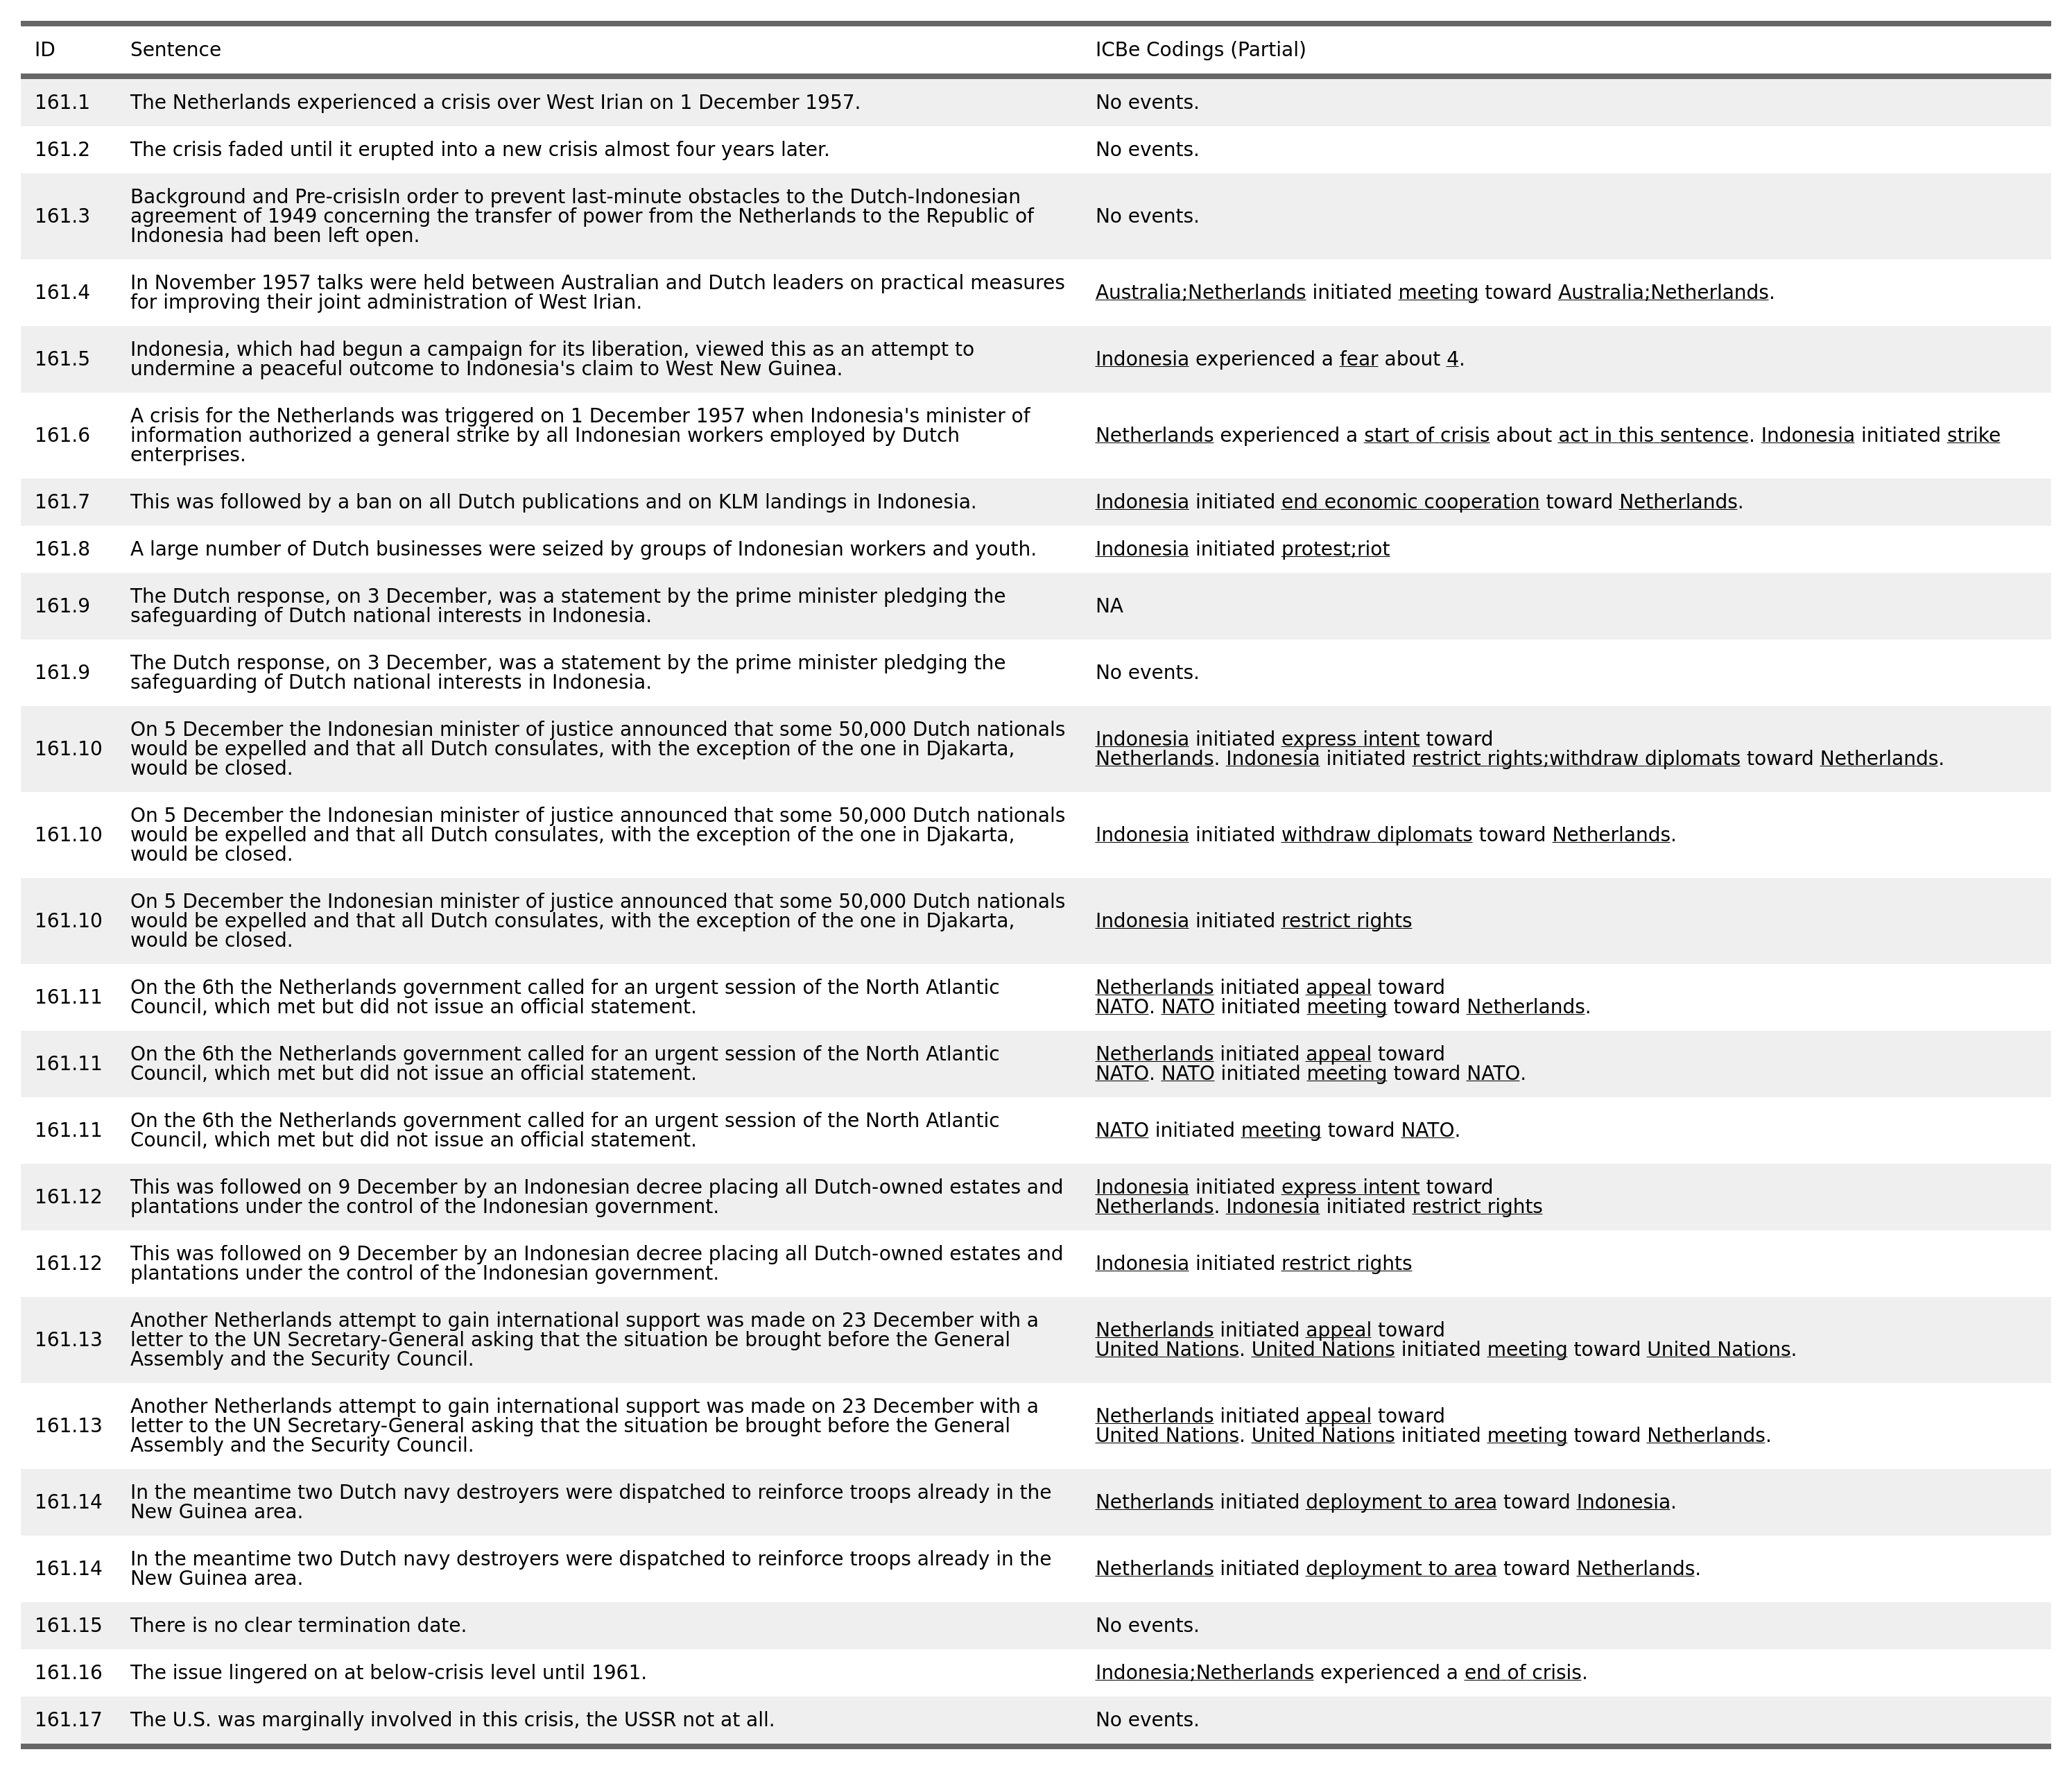 ID Sentence ICBe Codings (Partial)
161.1 The Netherlands experienced a crisis over West Irian on 1 December 1957. No events.
161.2 The crisis faded until it erupted into a new crisis almost four years later. No events.
Background and Pre-crisisIn order to prevent last-minute obstacles to the Dutch-Indonesian
161.3 agreement of 1949 concerning the transfer of power from the Netherlands to the Republic of No events.
Indonesia had been left open.
In November 1957 talks were held between Australian and Dutch leaders on practical measures
for improving their joint administration of West Irian.
161.4 Australia;Netherlands initiated meeting toward Australia;Netherlands.
Indonesia, which had begun a campaign for its liberation, viewed this as an attempt to
undermine a peaceful outcome to Indonesia's claim to West New Guinea.
161.5 Indonesia experienced a fear about 4.
A crisis for the Netherlands was triggered on 1 December 1957 when Indonesia's minister of
161.6 information authorized a general strike by all Indonesian workers employed by Dutch Netherlands experienced a start of crisis about act in this sentence. Indonesia initiated strike
enterprises.
161.7 This was followed by a ban on all Dutch publications and on KLM landings in Indonesia. Indonesia initiated end economic cooperation toward Netherlands.
161.8 A large number of Dutch businesses were seized by groups of Indonesian workers and youth. Indonesia initiated protest;riot
The Dutch response, on 3 December, was a statement by the prime minister pledging the
safeguarding of Dutch national interests in Indonesia.
161.9 NA
The Dutch response, on 3 December, was a statement by the prime minister pledging the
safeguarding of Dutch national interests in Indonesia.
161.9 No events.
On 5 December the Indonesian minister of justice announced that some 50,000 Dutch nationals
161.10 would be expelled and that all Dutch consulates, with the exception of the one in Djakarta,
would be closed.
Indonesia initiated express intent toward
Netherlands. Indonesia initiated restrict rights;withdraw diplomats toward Netherlands.
On 5 December the Indonesian minister of justice announced that some 50,000 Dutch nationals
161.10 would be expelled and that all Dutch consulates, with the exception of the one in Djakarta, Indonesia initiated withdraw diplomats toward Netherlands.
would be closed.
On 5 December the Indonesian minister of justice announced that some 50,000 Dutch nationals
161.10 would be expelled and that all Dutch consulates, with the exception of the one in Djakarta, Indonesia initiated restrict rights
would be closed.
161.11
On the 6th the Netherlands government called for an urgent session of the North Atlantic
Council, which met but did not issue an official statement.
Netherlands initiated appeal toward
NATO. NATO initiated meeting toward Netherlands.
161.11
On the 6th the Netherlands government called for an urgent session of the North Atlantic
Council, which met but did not issue an official statement.
Netherlands initiated appeal toward
NATO. NATO initiated meeting toward NATO.
161.11
On the 6th the Netherlands government called for an urgent session of the North Atlantic
Council, which met but did not issue an official statement.
NATO initiated meeting toward NATO.
161.12
This was followed on 9 December by an Indonesian decree placing all Dutch-owned estates and
plantations under the control of the Indonesian government.
Indonesia initiated express intent toward
Netherlands. Indonesia initiated restrict rights
161.12
This was followed on 9 December by an Indonesian decree placing all Dutch-owned estates and
plantations under the control of the Indonesian government.
Indonesia initiated restrict rights
161.13
Another Netherlands attempt to gain international support was made on 23 December with a
letter to the UN Secretary-General asking that the situation be brought before the General
Assembly and the Security Council.
Netherlands initiated appeal toward
United Nations. United Nations initiated meeting toward United Nations.
161.13
Another Netherlands attempt to gain international support was made on 23 December with a
letter to the UN Secretary-General asking that the situation be brought before the General
Assembly and the Security Council.
Netherlands initiated appeal toward
United Nations. United Nations initiated meeting toward Netherlands.
161.14
In the meantime two Dutch navy destroyers were dispatched to reinforce troops already in the
New Guinea area.
Netherlands initiated deployment to area toward Indonesia.
161.14
In the meantime two Dutch navy destroyers were dispatched to reinforce troops already in the
New Guinea area.
Netherlands initiated deployment to area toward Netherlands.
161.15 There is no clear termination date. No events.
161.16 The issue lingered on at below-crisis level until 1961. Indonesia;Netherlands experienced a end of crisis.
161.17 The U.S. was marginally involved in this crisis, the USSR not at all. No events.